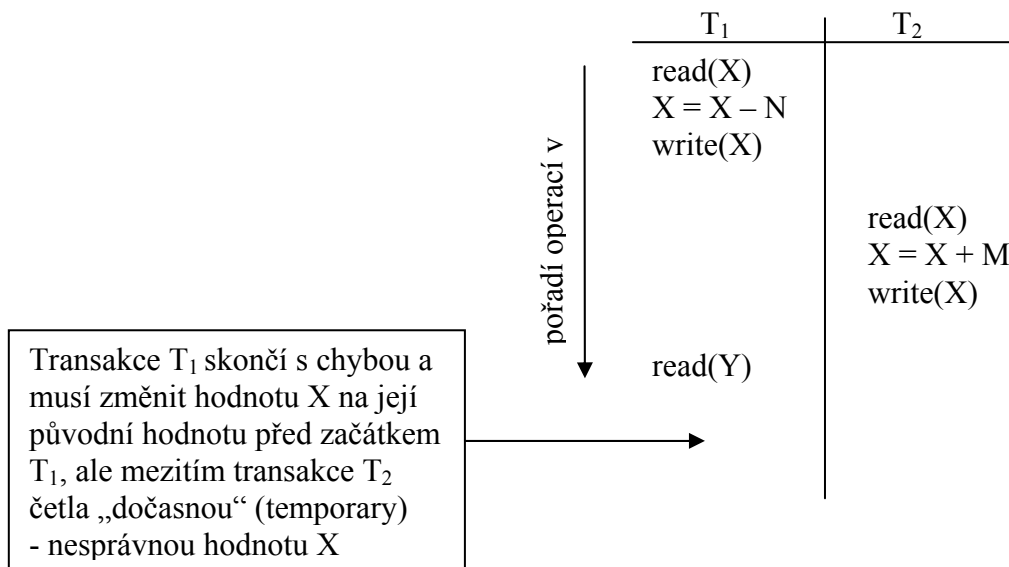 T₁ T₂
read(X)
X = X – N
write(X)
pořadí operací v
read(X)
X = X + M
write(X)
read(Y)
Transakce T₁ skončí s chybou a
musí změnit hodnotu X na její
původní hodnotu před začátkem
T₁, ale mezitím transakce T₂
četla „dočasnou“ (temporary)
- nesprávnou hodnotu X